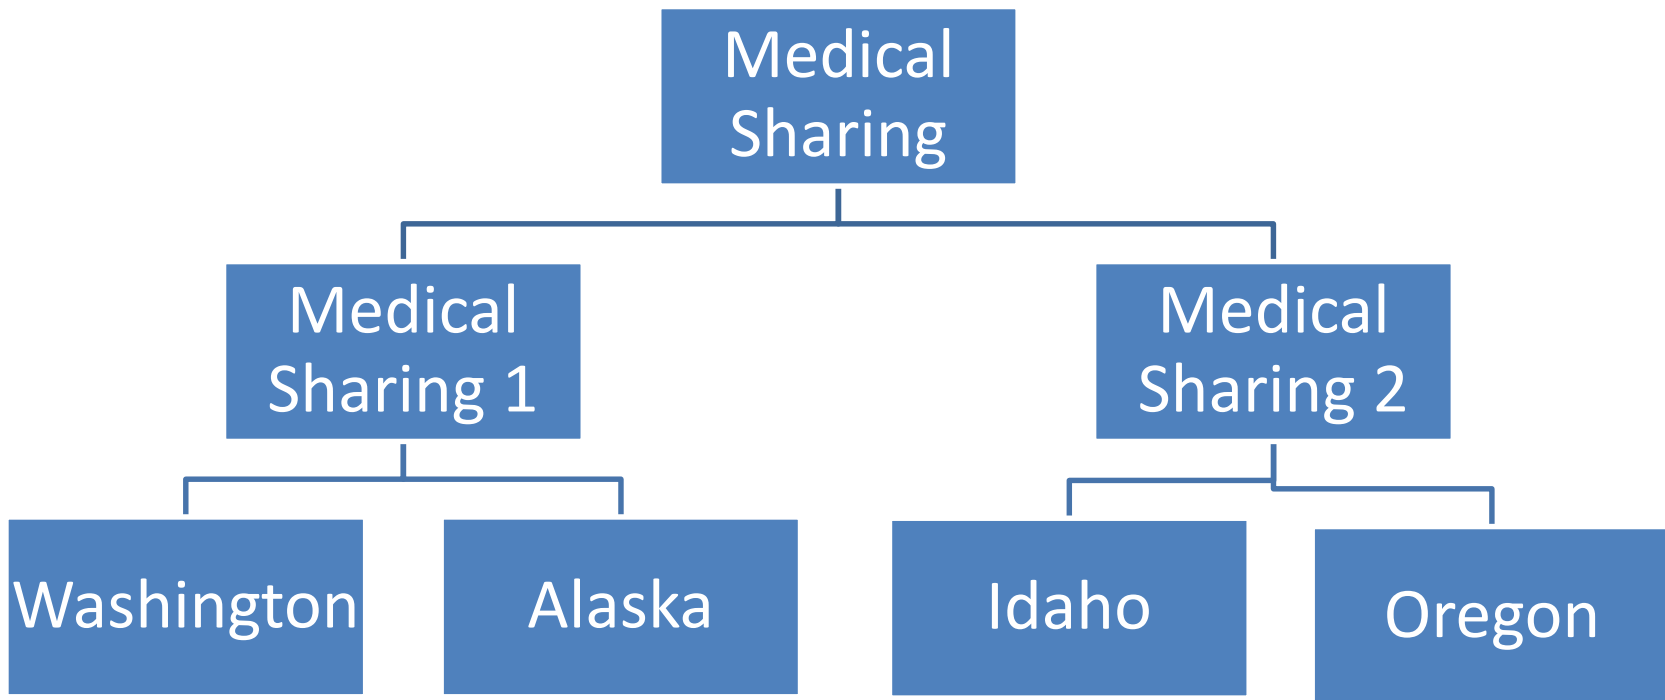 Medical
Sharing
Medical
Sharing 1
Medical
Sharing 2
Washington
Alaska
Idaho
Oregon